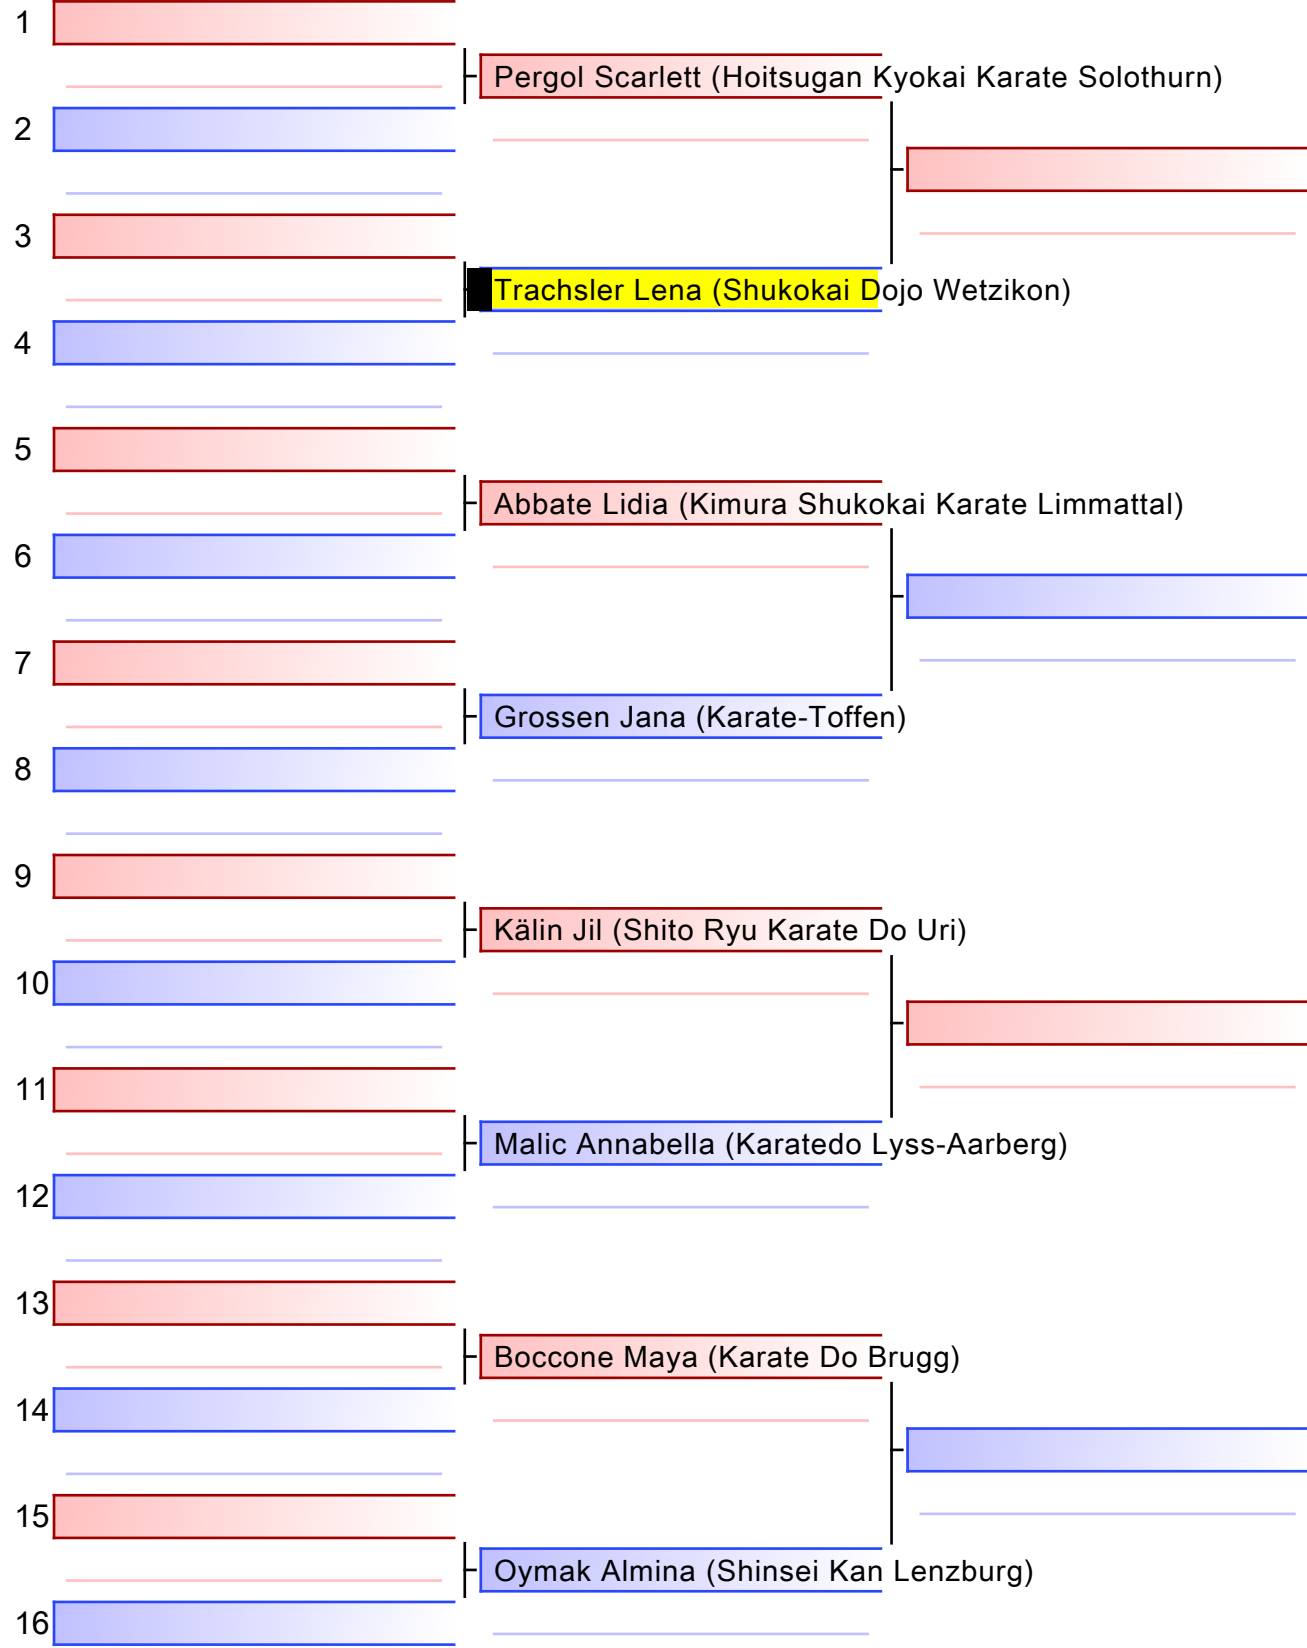 1
Pergol Scarlett (Hoitsugan Kyokai Karate Solothurn)
2
3
Trachsler Lena (Shukokai Dojo Wetzikon)
4
5
Abbate Lidia (Kimura Shukokai Karate Limmattal)
6
7
Grossen Jana (Karate-Toffen)
8
9
Kälin Jil (Shito Ryu Karate Do Uri)
10
11
Malic Annabella (Karatedo Lyss-Aarberg)
12
13
Boccone Maya (Karate Do Brugg)
14
15
Oymak Almina (Shinsei Kan Lenzburg)
16